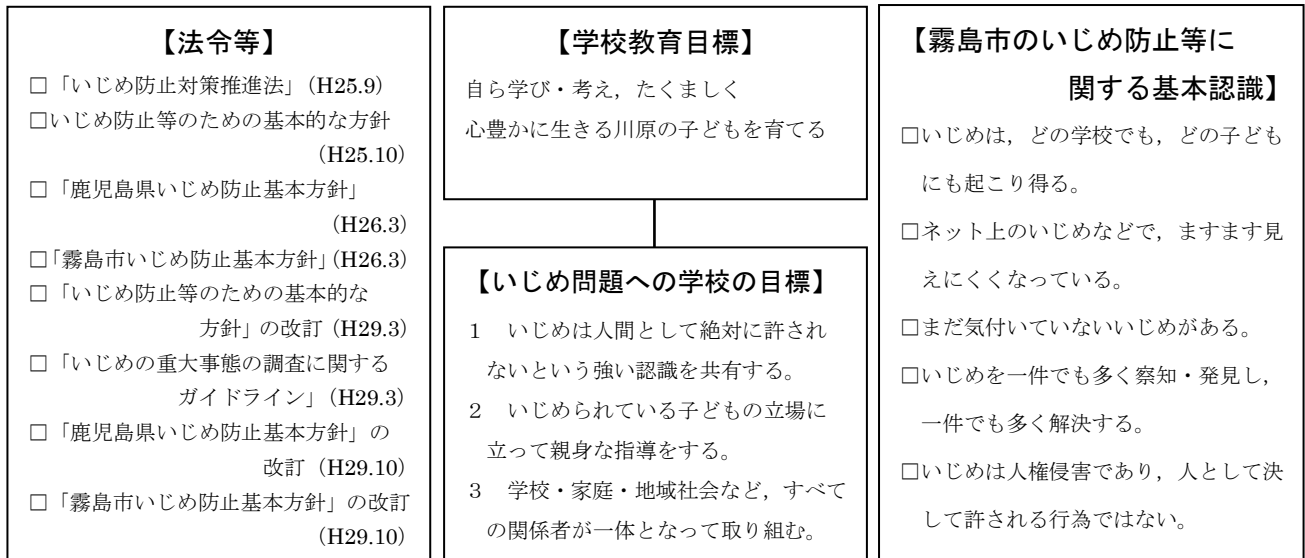 【法令等】
□「いじめ防止対策推進法」（H25.9）
□いじめ防止等のための基本的な方針
（H25.10）
□「鹿児島県いじめ防止基本方針」
（H26.3）
□「霧島市いじめ防止基本方針」（H26.3）
□「いじめ防止等のための基本的な
方針」の改訂（H29.3）
□「いじめの重大事態の調査に関する
ガイドライン」（H29.3）
□「鹿児島県いじめ防止基本方針」の
改訂（H29.10）
□「霧島市いじめ防止基本方針」の改訂
（H29.10）
【学校教育目標】
自ら学び・考え，たくましく
心豊かに生きる川原の子どもを育てる
【いじめ問題への学校の目標】
１　いじめは人間として絶対に許され
ないという強い認識を共有する。
２　いじめられている子どもの立場に
立って親身な指導をする。
３　学校・家庭・地域社会など，すべて
の関係者が一体となって取り組む。
【霧島市のいじめ防止等に
関する基本認識】
□いじめは，どの学校でも，どの子ども
にも起こり得る。
□ネット上のいじめなどで，ますます見
えにくくなっている。
□まだ気付いていないいじめがある。
□いじめを一件でも多く察知・発見し，
一件でも多く解決する。
□いじめは人権侵害であり，人として決
して許される行為ではない。